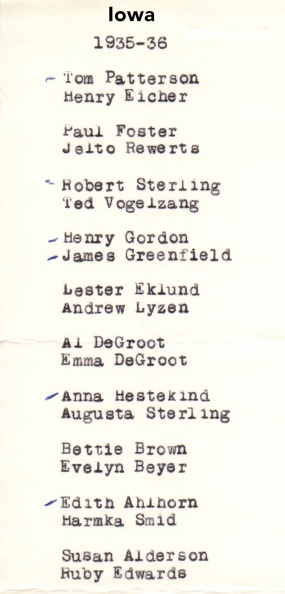 Iowa
1935-36
Tom Patterson
Henry Eicher
Paul Foster
Jelto Rewerts
Robert Sterling
Ted Vogelzang
Henry Gordon
James Greenfield
Lester Eklund
Andrew Lyzen
Al DeGroot
Emma DeGroot
Anna Hestekind
Augusta Sterling
Bettie Brown
Evelyn Beyer
Edith Ahlhorn
Harmka Smid
Susan Alderson
Ruby Edwards